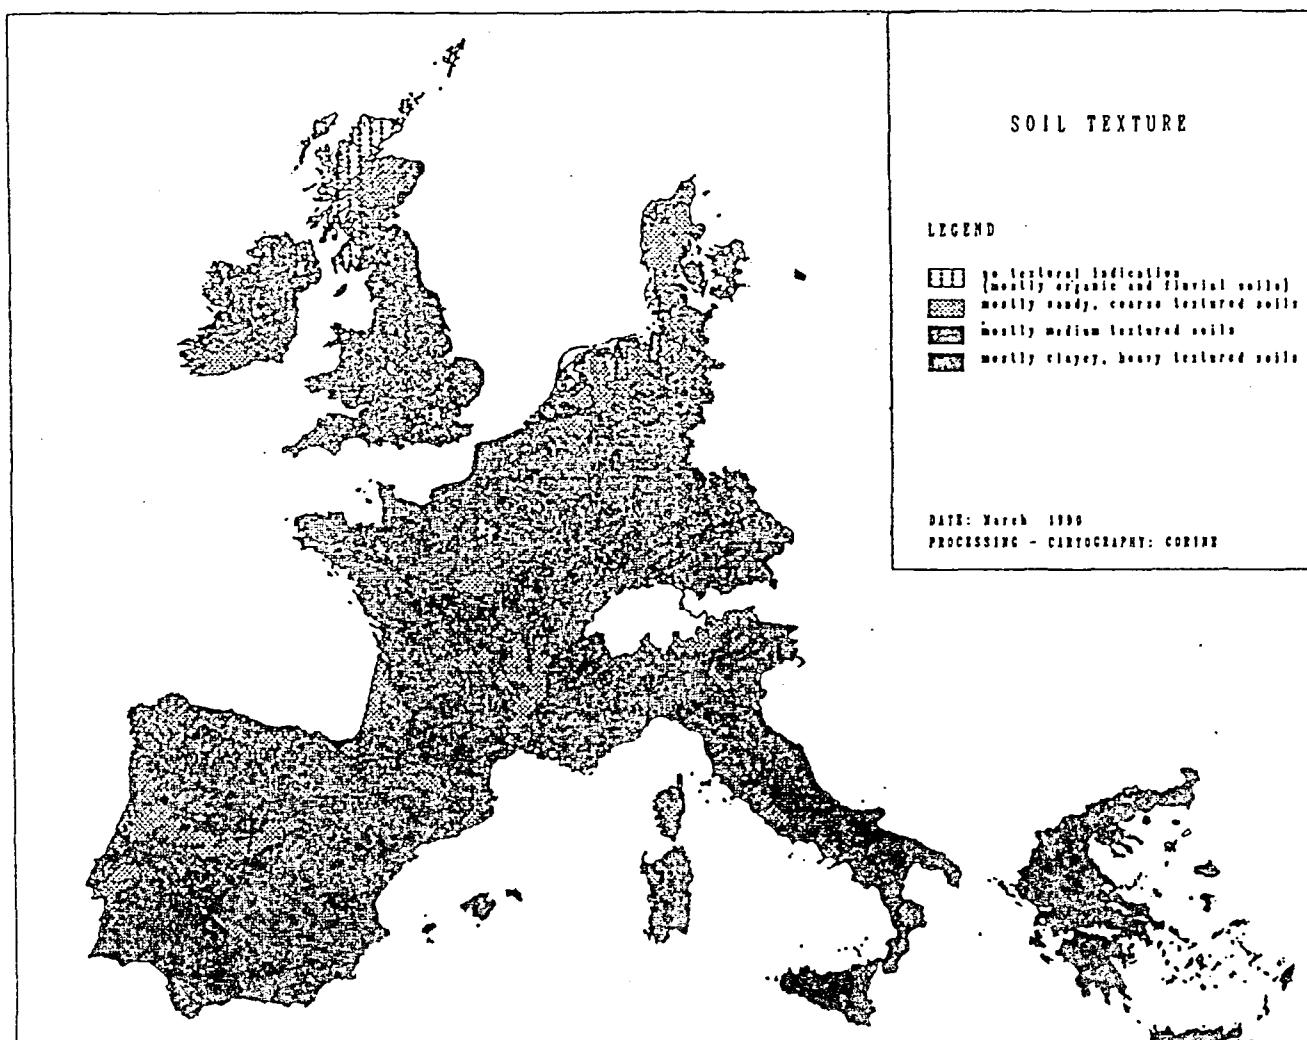 SOIL TEXTURE
LEGEND
no textural indication
(mostly organic and fluvial soils)
mostly sandy, coarse textured soils
mostly medium textured soils
mostly clayey, heavy textured soils
DATE: March 1990
PROCESSING - CARTOGRAPHY: CORINE